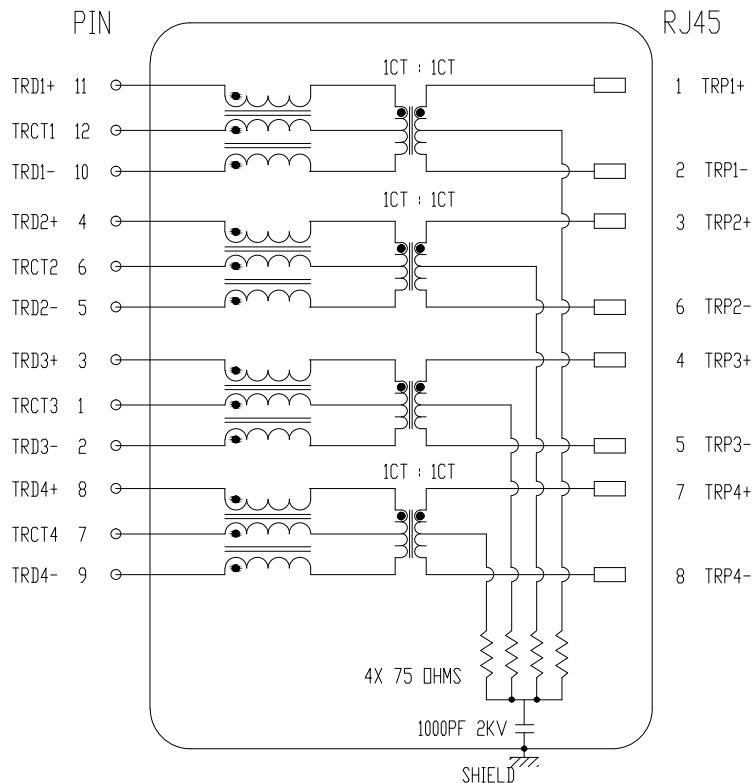 PIN RJ45
1CT : 1CT
TRD1+ 11 1 TRP1+
TRCT1 12
TRD1- 10 2 TRP1-
1CT : 1CT
TRD2+ 4 3 TRP2+
TRCT2 6
TRD2- 5 6 TRP2-
TRD3+ 3 4 TRP3+
TRCT3 1
TRD3- 2 5 TRP3-
1CT : 1CT
TRD4+ 8 7 TRP4+
TRCT4 7
TRD4- 9 8 TRP4-
4X 75 OHMS
1000PF 2KV
SHIELD